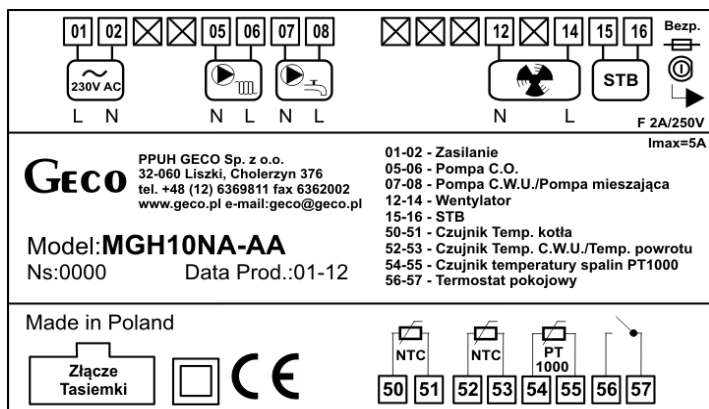 01 02 05 06 07 08 12 14 15 16 Bezp.
230V AC STB
L N N L N L N L F 2A/250V
Imax=5A
GECO
PPUH GECO Sp. z o.o.
32-060 Liszki, Cholerzyn 376
tel. +48 (12) 6369811 fax 6362002
www.geco.pl e-mail:geco@geco.pl
Model:MGH10NA-AA
Ns:0000 Data Prod.:01-12
01-02 - Zasilanie
05-06 - Pompa C.O.
07-08 - Pompa C.W.U./Pompa mieszająca
12-14 - Wentylator
15-16 - STB
50-51 - Czujnik Temp. kotła
52-53 - Czujnik Temp. C.W.U./Temp. powrotu
54-55 - Czujnik temperatury spalin PT1000
56-57 - Termostat pokojowy
Made in Poland
Złącze
Tasiemki
CE
NTC NTC PT
1000
50 51 52 53 54 55 56 57